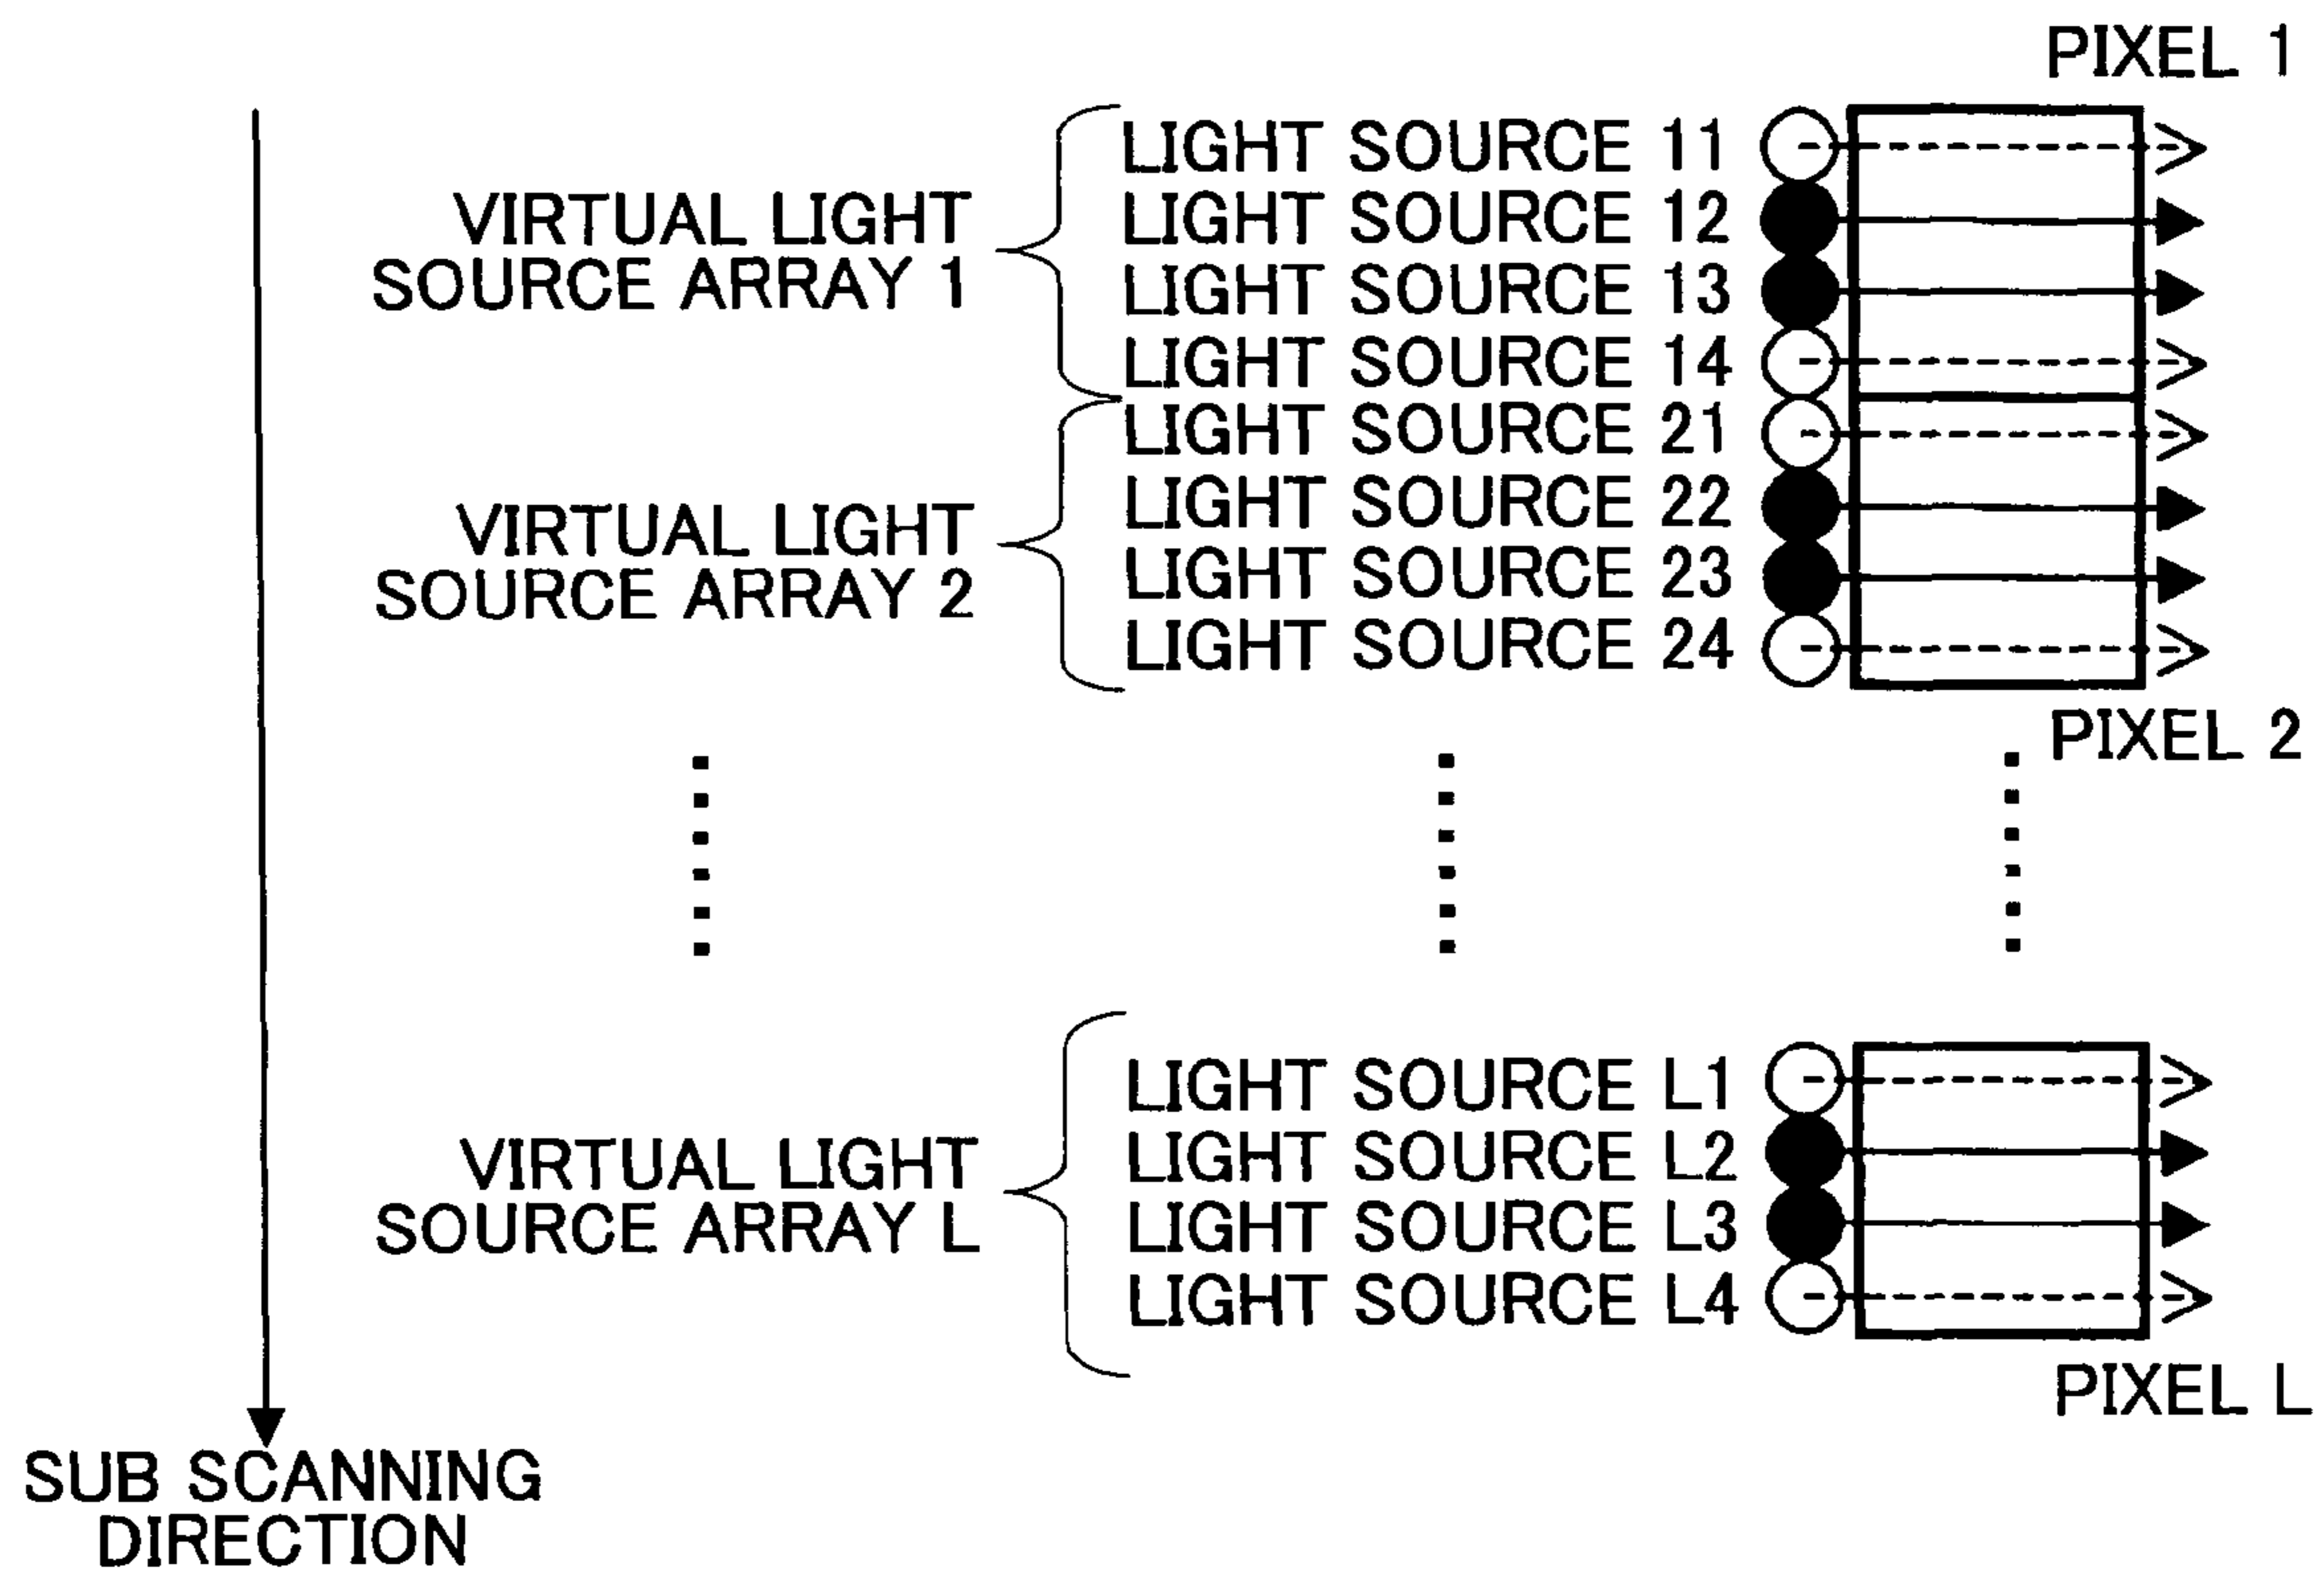 PIXEL 1
VIRTUAL LIGHT
SOURCE ARRAY 1
LIGHT SOURCE 11
LIGHT SOURCE 12
LIGHT SOURCE 13
LIGHT SOURCE 14
VIRTUAL LIGHT
SOURCE ARRAY 2
LIGHT SOURCE 21
LIGHT SOURCE 22
LIGHT SOURCE 23
LIGHT SOURCE 24
PIXEL 2
VIRTUAL LIGHT
SOURCE ARRAY L
LIGHT SOURCE L1
LIGHT SOURCE L2
LIGHT SOURCE L3
LIGHT SOURCE L4
PIXEL L
SUB SCANNING
DIRECTION